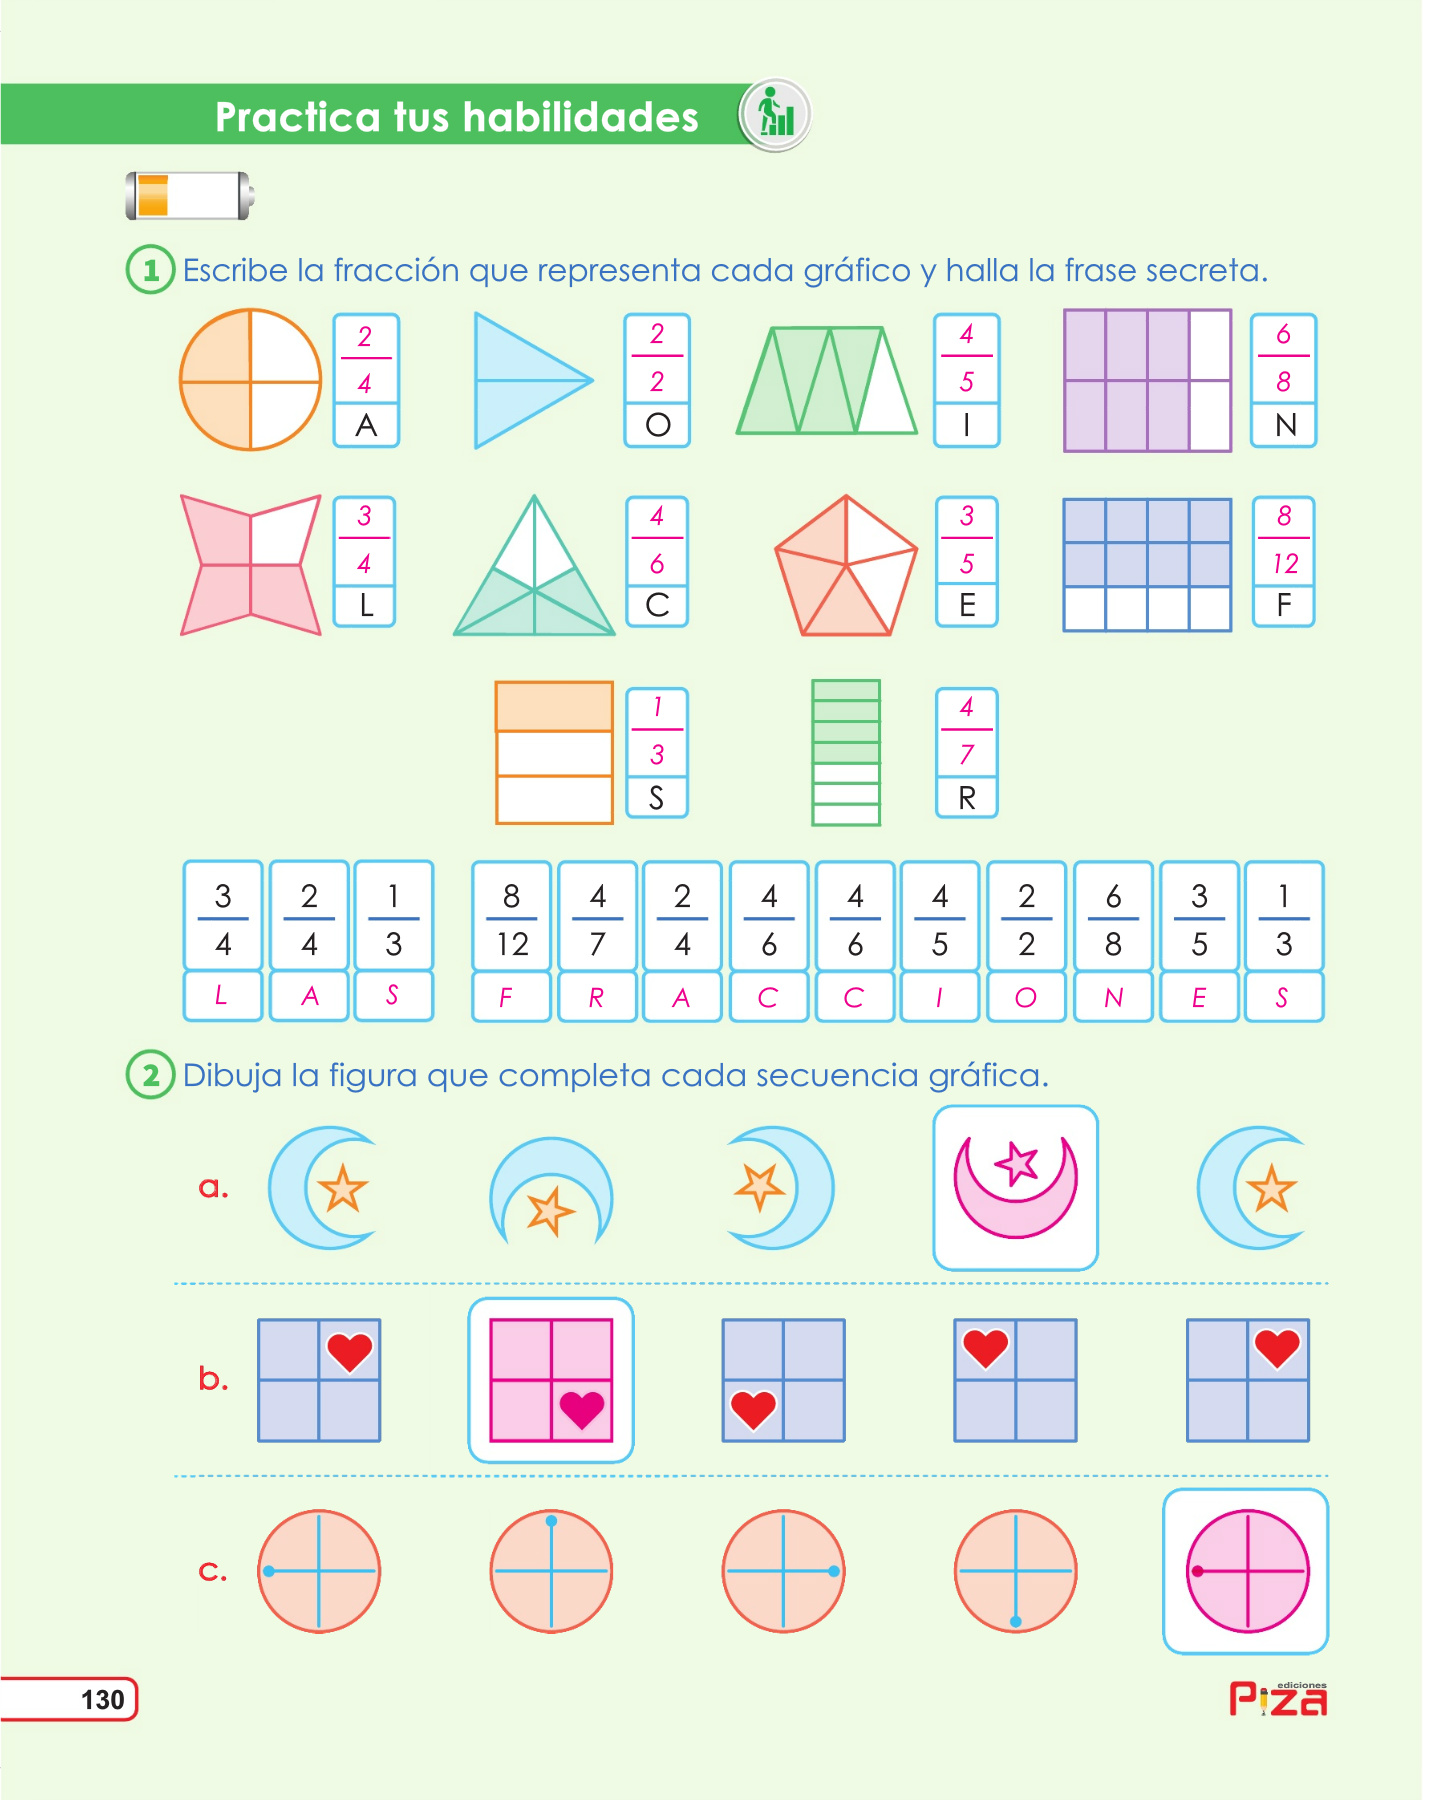 Practica tus habilidades
1 Escribe la fracción que representa cada gráfico y halla la frase secreta.
2 2 4 6
4 2 5 8
A O I N
3 4 3 8
4 6 5 12
L C E F
1 4
3 7
S R
3 2 1 8 4 2 4 4 4 2 6 3 1
4 4 3 12 7 4 6 6 5 2 8 5 3
L A S F R A C C I O N E S
2 Dibuja la figura que completa cada secuencia gráfica.
a.
b.
c.
130
ediciones
Piza